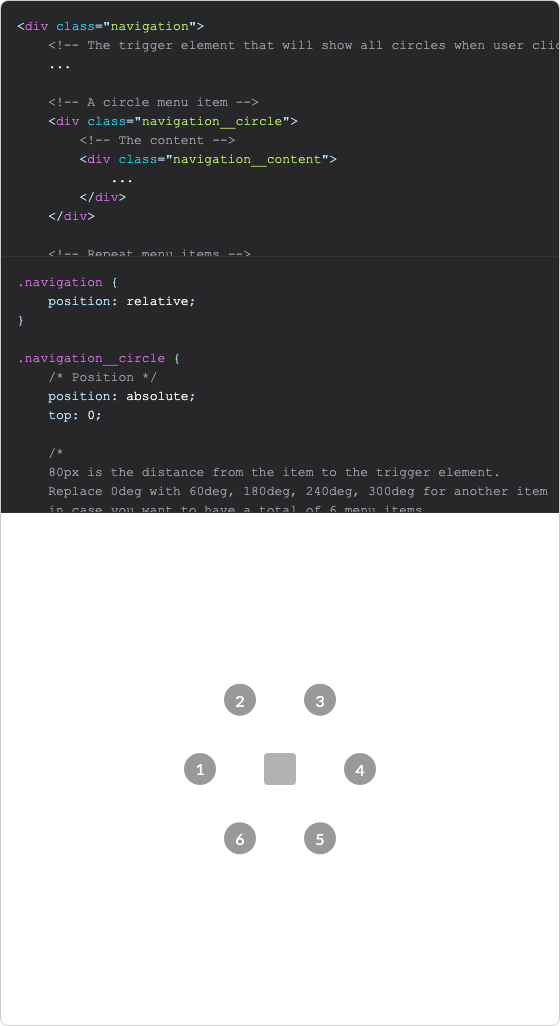 <div class="navigation">
    <!-- The trigger element that will show all circles when user
    ...
    <!-- A circle menu item -->
    <div class="navigation__circle">
        <!-- The content -->
        <div class="navigation__content">
            ...
        </div>
    </div>
    <!-- Repeat menu items -->
.navigation {
    position: relative;
}
.navigation__circle {
    /* Position */
    position: absolute;
    top: 0;
    /*
    80px is the distance from the item to the trigger element.
    Replace 0deg with 60deg, 180deg, 240deg, 300deg for another item
    in case you want to have a total of 6 menu items
2 3
1 4
6 5